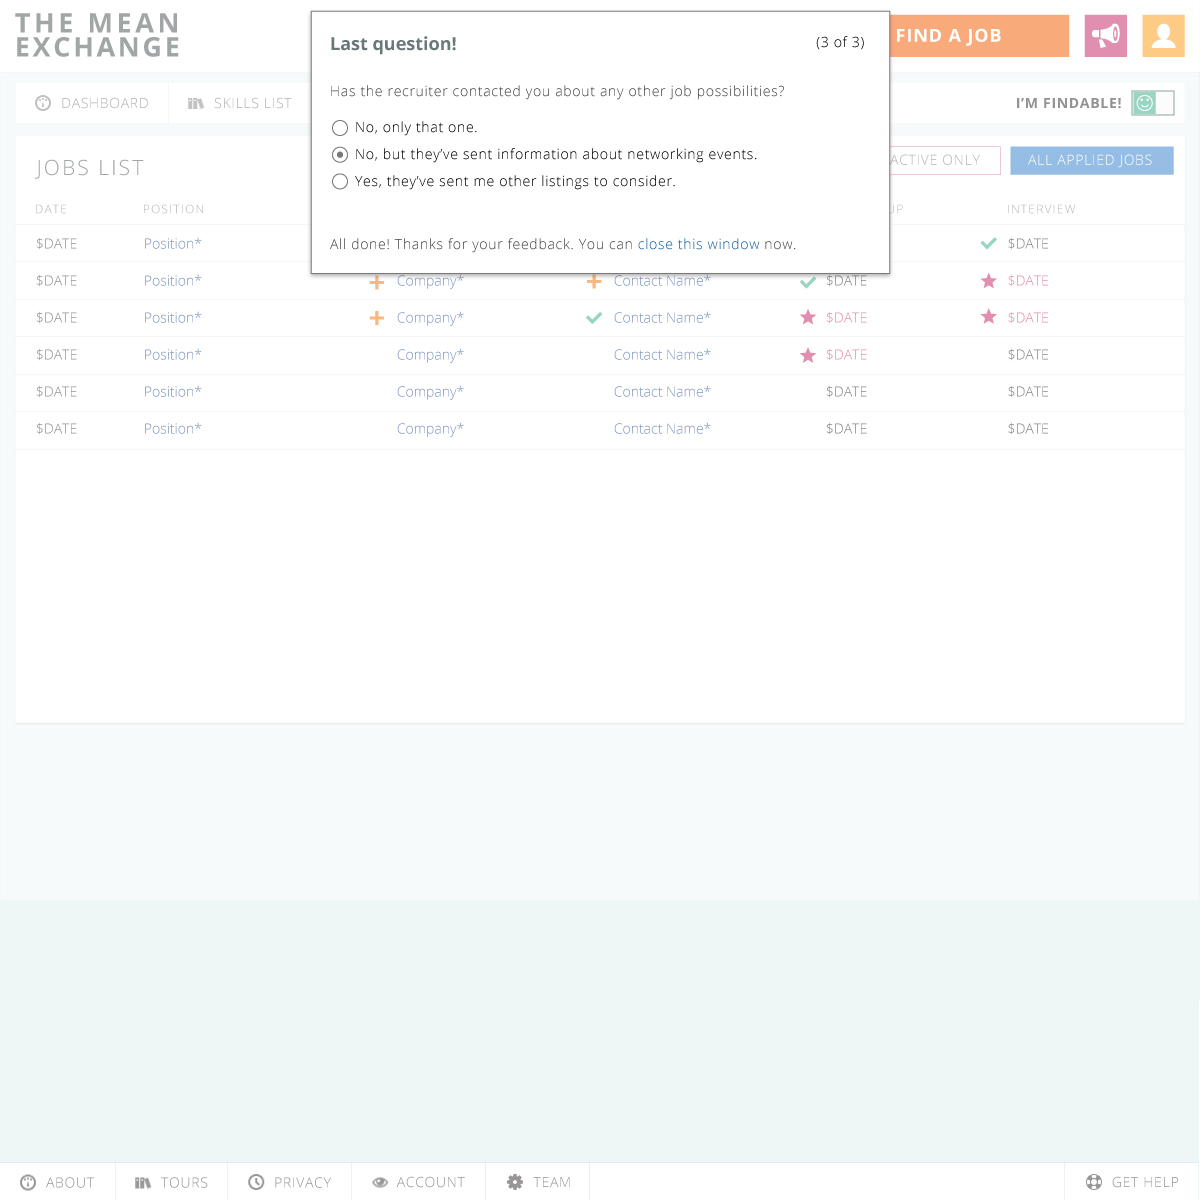 THE MEAN
EXCHANGE
Last question!
(3 of 3)
Has the recruiter contacted you about any other job possibilities?
No, only that one.
No, but they've sent information about networking events.
Yes, they've sent me other listings to consider.
All done! Thanks for your feedback. You can close this window now.
FIND A JOB
DASHBOARD
SKILLS LIST
I'M FINDABLE!
JOBS LIST
ACTIVE ONLY
ALL APPLIED JOBS
DATE POSITION UP INTERVIEW
$DATE Position* $DATE
$DATE Position* Company* Contact Name* $DATE $DATE
$DATE Position* Company* Contact Name* $DATE $DATE
$DATE Position* Company* Contact Name* $DATE $DATE
$DATE Position* Company* Contact Name* $DATE $DATE
$DATE Position* Company* Contact Name* $DATE $DATE
ABOUT TOURS PRIVACY ACCOUNT TEAM GET HELP